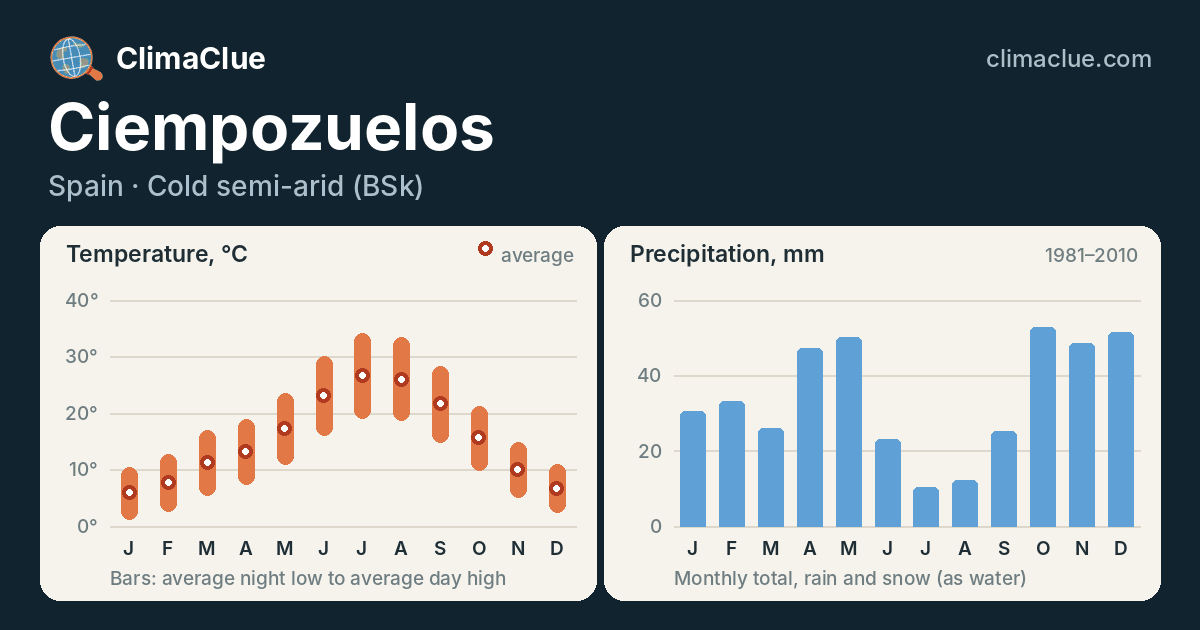 ClimaClue
climaclue.com
Ciempozuelos
Spain · Cold semi-arid (BSk)
Temperature, °C
average
40°
30°
20°
10°
0°
J F M A M J J A S O N D
Bars: average night low to average day high
Precipitation, mm
1981–2010
60
40
20
0
J F M A M J J A S O N D
Monthly total, rain and snow (as water)